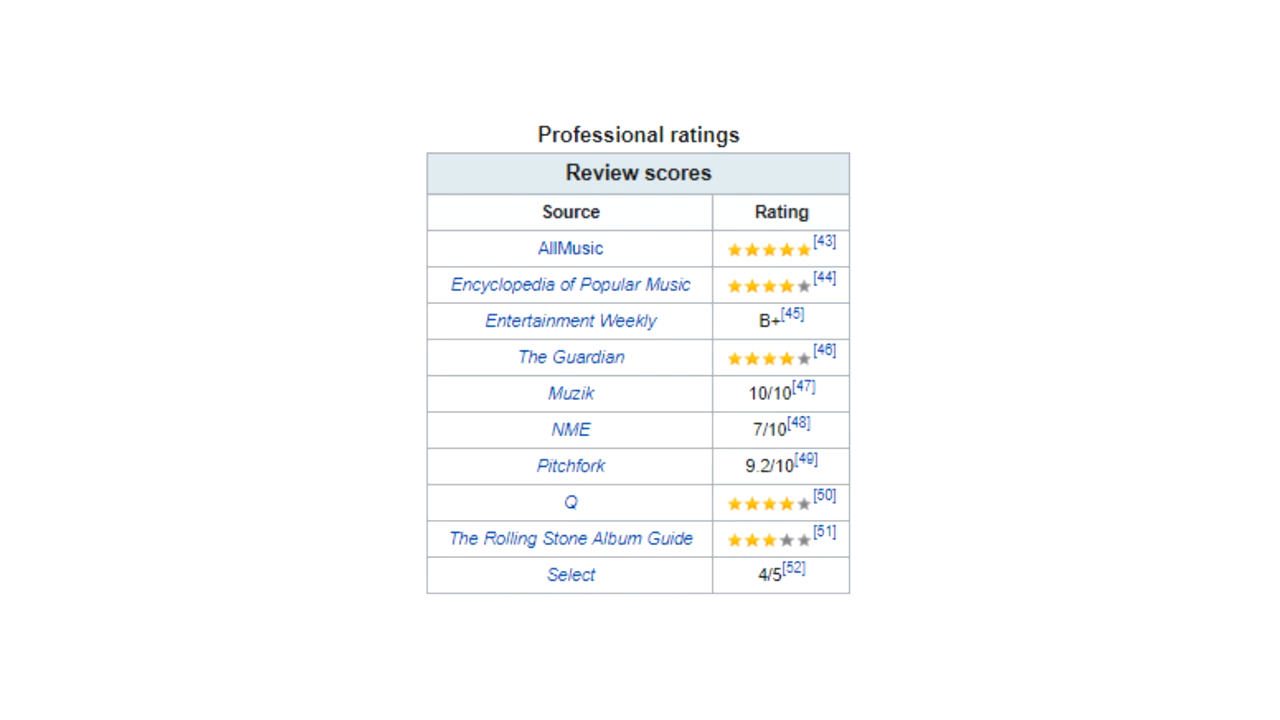 Professional ratings
Review scores
Source Rating
AllMusic ★★★★★[43]
Encyclopedia of Popular Music ★★★★★[44]
Entertainment Weekly B+[45]
The Guardian ★★★★★[46]
Muzik 10/10[47]
NME 7/10[48]
Pitchfork 9.2/10[49]
Q ★★★★★[50]
The Rolling Stone Album Guide ★★★★★[51]
Select 4/5[52]